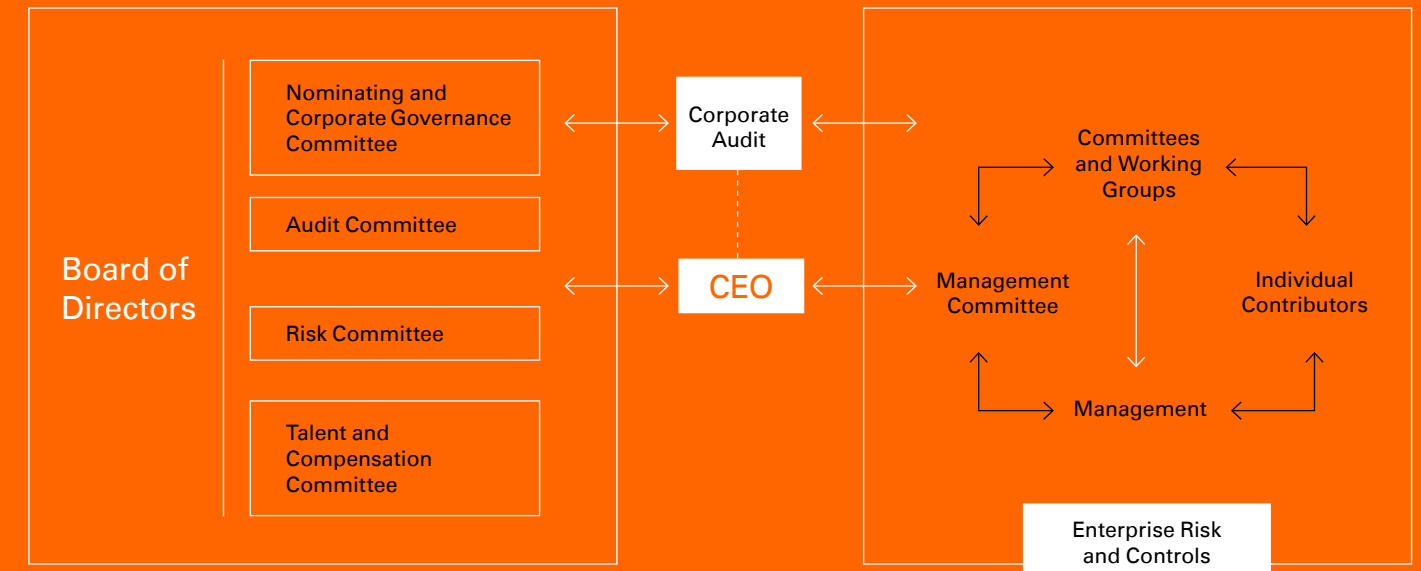 Board of
Directors
Nominating and
Corporate Governance
Committee
Audit Committee
Risk Committee
Talent and
Compensation
Committee
Corporate
Audit
CEO
Committees
and Working
Groups
Management
Committee
Individual
Contributors
Management
Enterprise Risk
and Controls